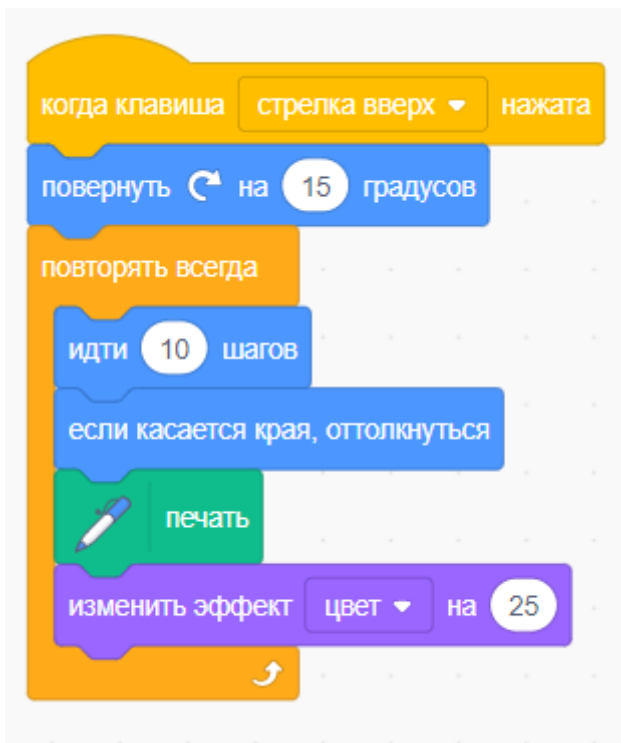 когда клавиша стрелка вверх нажата
повернуть на 15 градусов
повторять всегда
идти 10 шагов
если касается края, оттолкнуться
печать
изменить эффект цвет на 25